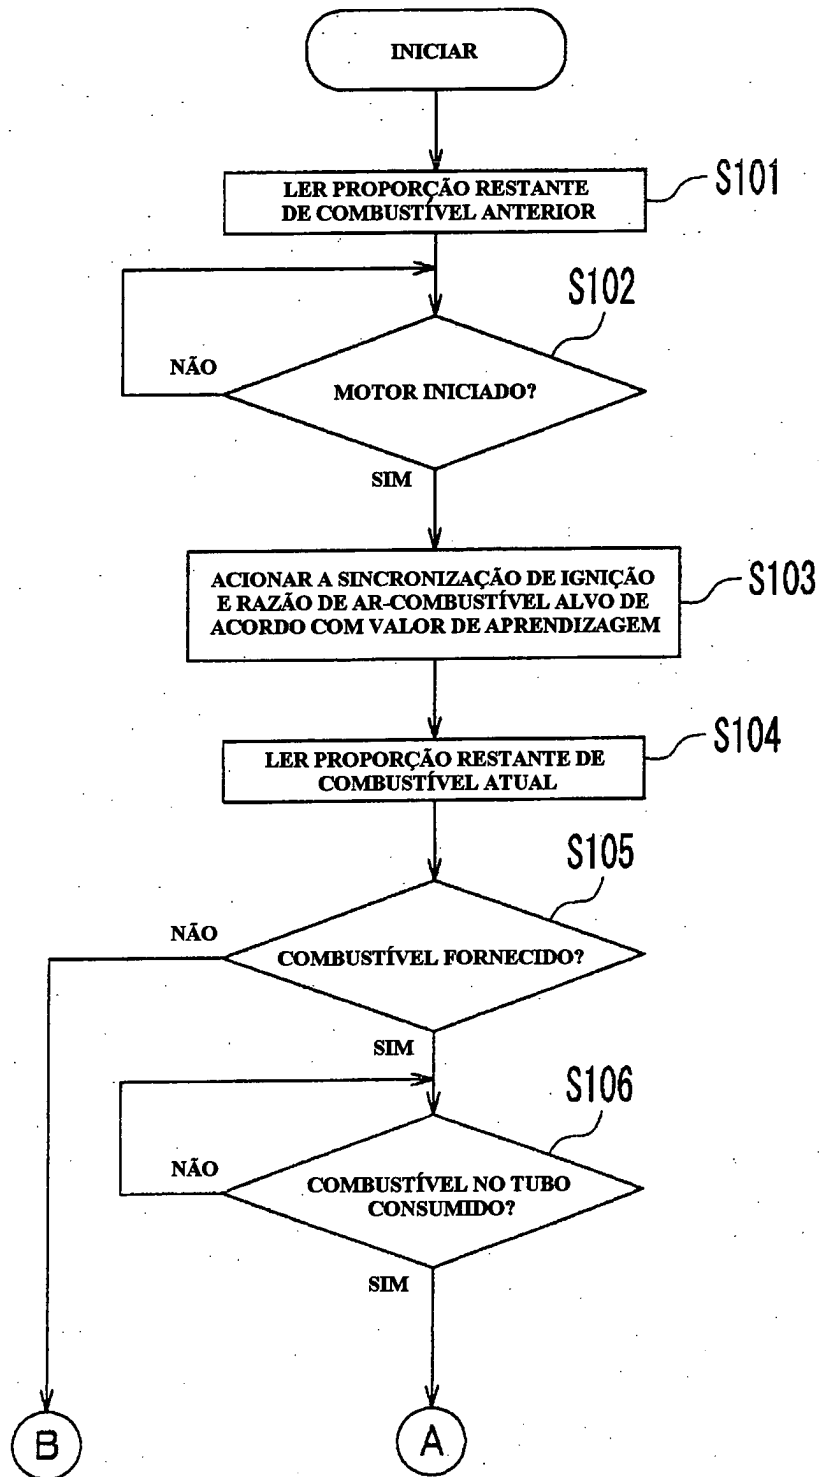 INICIAR
LER PROPORÇÃO RESTANTE
DE COMBUSTÍVEL ANTERIOR
S101
S102
NÃO
MOTOR INICIADO?
SIM
ACIONAR A SINCRONIZAÇÃO DE IGNIÇÃO
E RAZÃO DE AR-COMBUSTÍVEL ALVO DE
ACORDO COM VALOR DE APRENDIZAGEM
S103
LER PROPORÇÃO RESTANTE DE
COMBUSTÍVEL ATUAL
S104
S105
NÃO
COMBUSTÍVEL FORNECIDO?
SIM
S106
NÃO
COMBUSTÍVEL NO TUBO
CONSUMIDO?
SIM
B
A